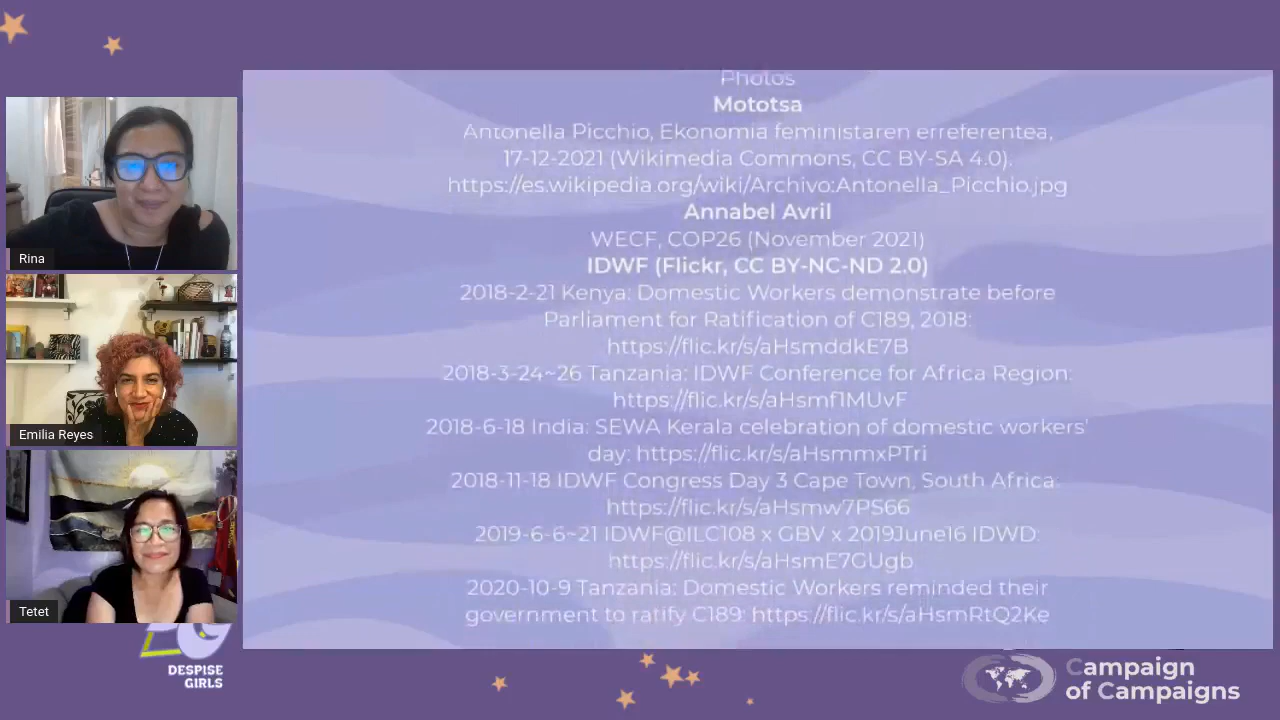 Photos
Mototsa
Antonella Picchio, Ekonomia feministaren erreferentea,
17-12-2021 (Wikimedia Commons, CC BY-SA 4.0).
https://es.wikipedia.org/wiki/Archivo:Antonella_Picchio.jpg
Annabel Avril
WECF, COP26 (November 2021)
IDWF (Flickr, CC BY-NC-ND 2.0)
2018-2-21 Kenya: Domestic Workers demonstrate before
Parliament for Ratification of C189, 2018:
https://flic.kr/s/aHsmddkE7B
2018-3-24~26 Tanzania: IDWF Conference for Africa Region:
https://flic.kr/s/aHsmf1MUvF
2018-6-18 India: SEWA Kerala celebration of domestic workers'
day: https://flic.kr/s/aHsmmxPTri
2018-11-18 IDWF Congress Day 3 Cape Town, South Africa:
https://flic.kr/s/aHsmw7PS66
2019-6-6~21 IDWF@ILC108 x GBV x 2019June16 IDWD:
https://flic.kr/s/aHsmE7GUgb
2020-10-9 Tanzania: Domestic Workers reminded their
government to ratify C189: https://flic.kr/s/aHsmRtQ2Ke
Rina
Emilia Reyes
Tetet
DESPISE
GIRLS
Campaign
of Campaigns